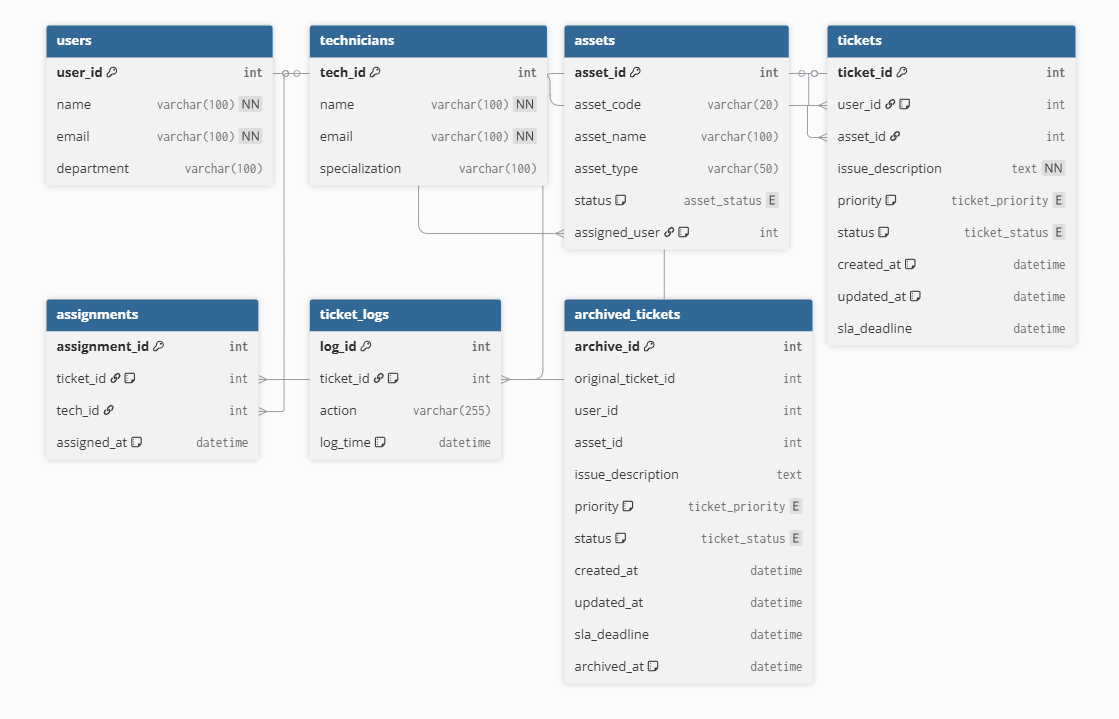 users
user_id int
name varchar(100) NN
email varchar(100) NN
department varchar(100)
technicians
tech_id int
name varchar(100) NN
email varchar(100) NN
specialization varchar(100)
assets
asset_id int
asset_code varchar(20)
asset_name varchar(100)
asset_type varchar(50)
status asset_status E
assigned_user int
tickets
ticket_id int
user_id int
asset_id int
issue_description text NN
priority ticket_priority E
status ticket_status E
created_at datetime
updated_at datetime
sla_deadline datetime
assignments
assignment_id int
ticket_id int
tech_id int
assigned_at datetime
ticket_logs
log_id int
ticket_id int
action varchar(255)
log_time datetime
archived_tickets
archive_id int
original_ticket_id int
user_id int
asset_id int
issue_description text
priority ticket_priority E
status ticket_status E
created_at datetime
updated_at datetime
sla_deadline datetime
archived_at datetime